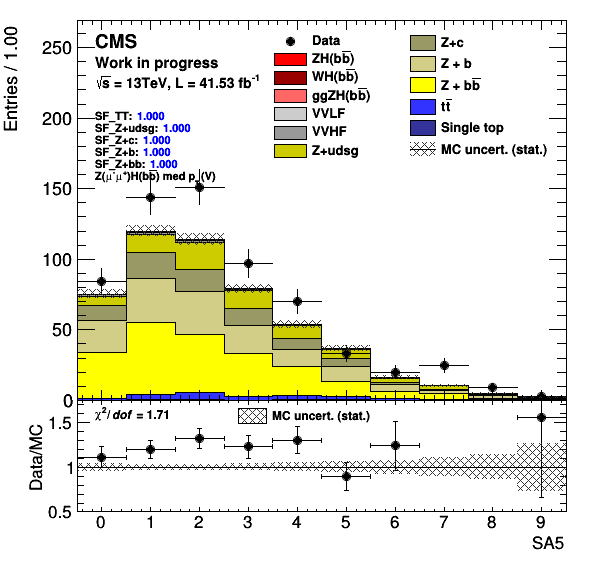 CMS
Work in progress
√s = 13TeV, L = 41.53 fb⁻¹
SF_TT: 1.000
SF_Z+udsg: 1.000
SF_Z+c: 1.000
SF_Z+b: 1.000
SF_Z+bb: 1.000
Z(μ⁻μ⁺)H(bb̅) med p_T(V)
Data
ZH(bb̅)
WH(bb̅)
ggZH(bb̅)
VVLF
VVHF
Z+udsg
Z+c
Z + b
Z + bb̅
tt̅
Single top
MC uncert. (stat.)
Entries / 1.00
250
200
150
100
50
0
χ²/dof = 1.71
MC uncert. (stat.)
Data/MC
1.5
1
0.5
0 1 2 3 4 5 6 7 8 9
SA5